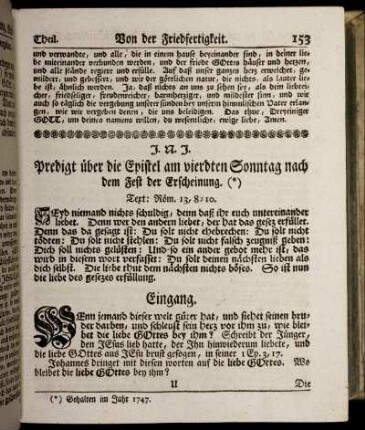 Theil. Von der Friedfertigkeit. 153
und verwandte, und alle, die in einem hause beyeinander sind, in deiner lie-
be miteinander verbunden werden, und der friede GOttes häuser und herzen,
und alle stände regiere und erfülle. Auf daß unser ganzes herz erweichet, ge-
mildert, und gebessert, und wir der göttlichen natur, die nichts, als lauter lie-
be ist, ähnlich werden. Ja, daß nichts an uns zu sehen sey, als dein liebrei-
cher, friedseliger, freudenreicher, barmherziger, und mildester sinn, und wir
auch so täglich die vergebung unserer sünden bey unserm himmlischen Vater erlan-
gen, wie wir vergeben denen, die uns beleidigen. Das thue, Dreyeiniger
GOTT, um deines namens willen, du wesentliche, ewige liebe, Amen.
J. N. J.
Predigt über die Epistel am vierdten Sonntag nach
dem Fest der Erscheinung. (*)
Text: Röm. 13, 8-10.
SEyd niemand nichts schuldig, denn daß ihr euch untereinander
liebet. Denn wer den andern liebet, der hat das gesez erfüllet.
Denn das da gesagt ist: Du solt nicht ehebrechen: Du solt nicht
tödten: Du solt nicht stehlen: Du solt nicht falsch zeugniß geben:
Dich soll nichts gelüsten: Und so ein ander gebot mehr ist, das
wird in diesem wort verfasset: Du solt deinen nächsten lieben als
dich selbst. Die liebe thut dem nächsten nichts böses. So ist nun
die liebe des gesezes erfüllung.
Eingang.
WEnn jemand dieser welt güter hat, und siehet seinen bru-
der darben, und schleußt sein herz vor ihm zu, wie blei-
bet die liebe GOttes bey ihm? Schreibt der Jünger,
den JEsus lieb hatte, der Ihn hinwiederum liebete, und
die liebe GOttes aus JEsu brust gesogen, in seiner 1 Ep. 3, 17.
Johannes dringet mit diesen worten auf die liebe GOttes. Wo
bleibet die liebe GOttes bey ihm?
U Die
(*) Gehalten im Jahr 1747.